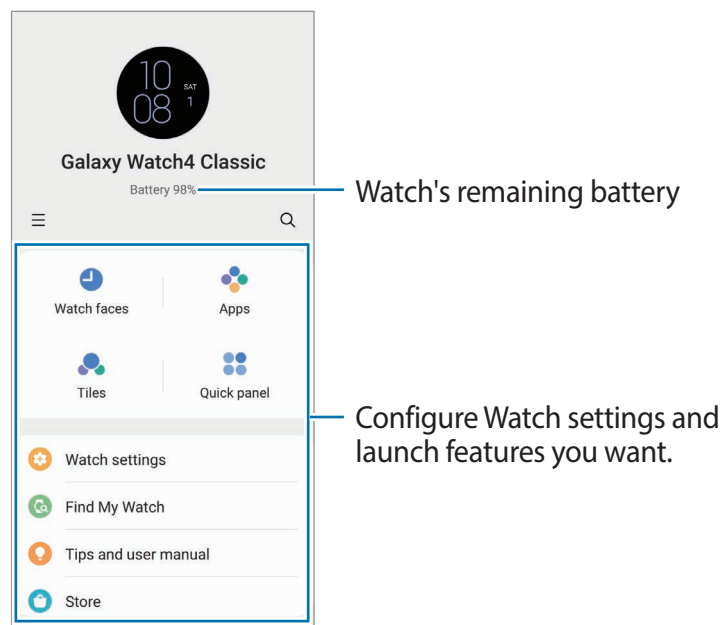 10
SAT
08
1
Galaxy Watch4 Classic
Battery 98%
Watch's remaining battery
Watch faces
Apps
Tiles
Quick panel
Configure Watch settings and
launch features you want.
Watch settings
Find My Watch
Tips and user manual
Store